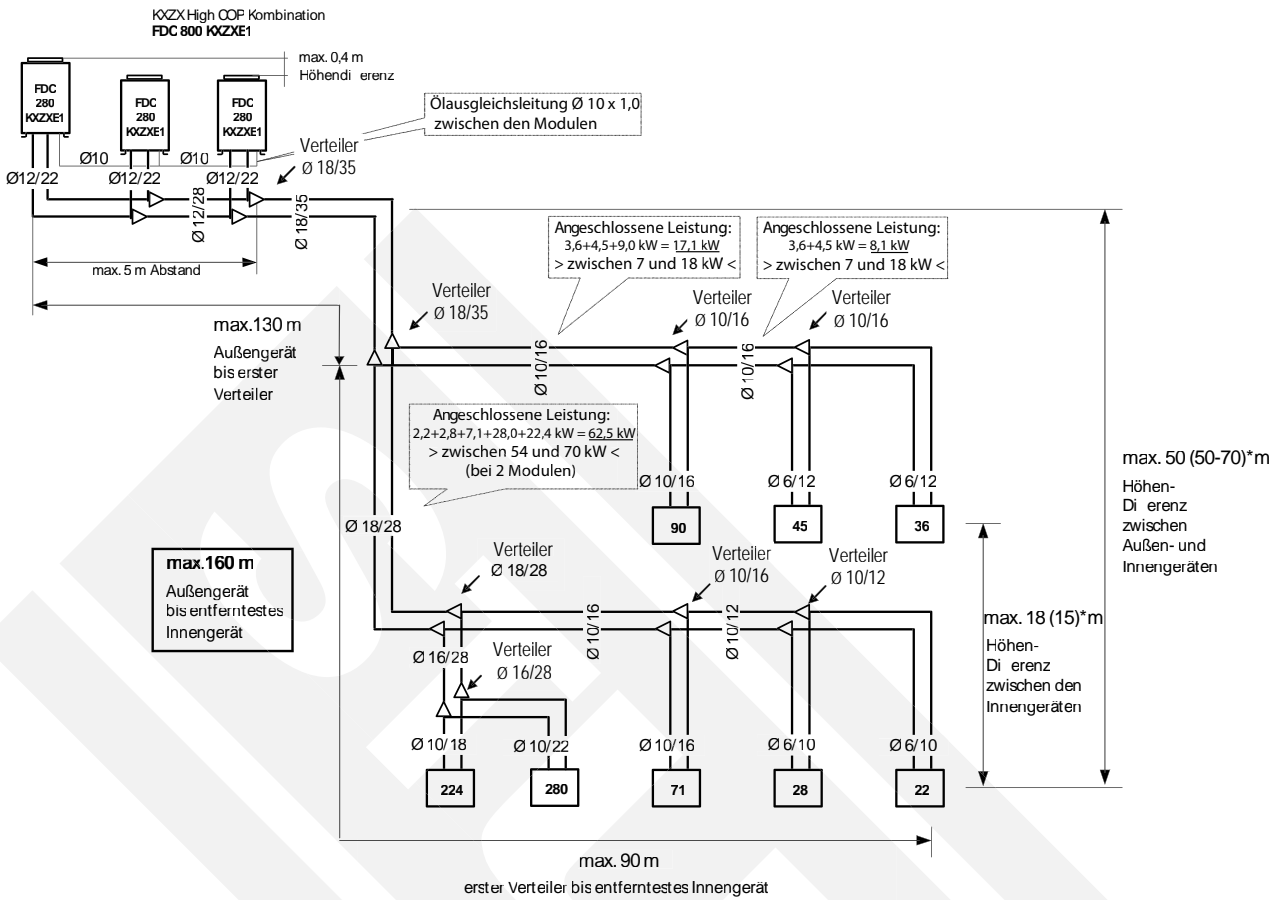 KXZX High COP Kombination
FDC 800 KXZXE1
max. 0,4 m
Höhendi erenz
FDC
280
KXZXE1
FDC
280
KXZXE1
FDC
280
KXZXE1
Ölausgleichsleitung Ø 10 x 1,0
zwischen den Modulen
Verteiler
Ø 18/35
Ø10
Ø10
Ø12/22
Ø12/22
Ø12/22
Ø 12/28
Ø 18/35
max. 5 m Abstand
Angeschlossene Leistung:
3,6+4,5+9,0 kW = 17,1 kW
> zwischen 7 und 18 kW <
Angeschlossene Leistung:
3,6+4,5 kW = 8,1 kW
> zwischen 7 und 18 kW <
Verteiler
Ø 18/35
Verteiler
Ø 10/16
Verteiler
Ø 10/16
max.130 m
Außengerät
bis erster
Verteiler
Ø 10/16
Ø 10/16
Angeschlossene Leistung:
2,2+2,8+7,1+28,0+22,4 kW = 62,5 kW
> zwischen 54 und 70 kW <
(bei 2 Modulen)
Ø 10/16
Ø 6/12
Ø 6/12
90
45
36
max. 50 (50-70)*m
Höhen-
Di erenz
zwischen
Außen- und
Innengeräten
Ø 18/28
max.160 m
Außengerät
bis entferntestes
Innengerät
Verteiler
Ø 18/28
Verteiler
Ø 10/16
Verteiler
Ø 10/12
Ø 10/16
Ø 10/12
max. 18 (15)*m
Höhen-
Di erenz
zwischen den
Innengeräten
Ø 16/28
Verteiler
Ø 16/28
Ø 10/18
Ø 10/22
Ø 10/16
Ø 6/10
Ø 6/10
224
280
71
28
22
max. 90 m
erster Verteiler bis entferntestes Innengerät